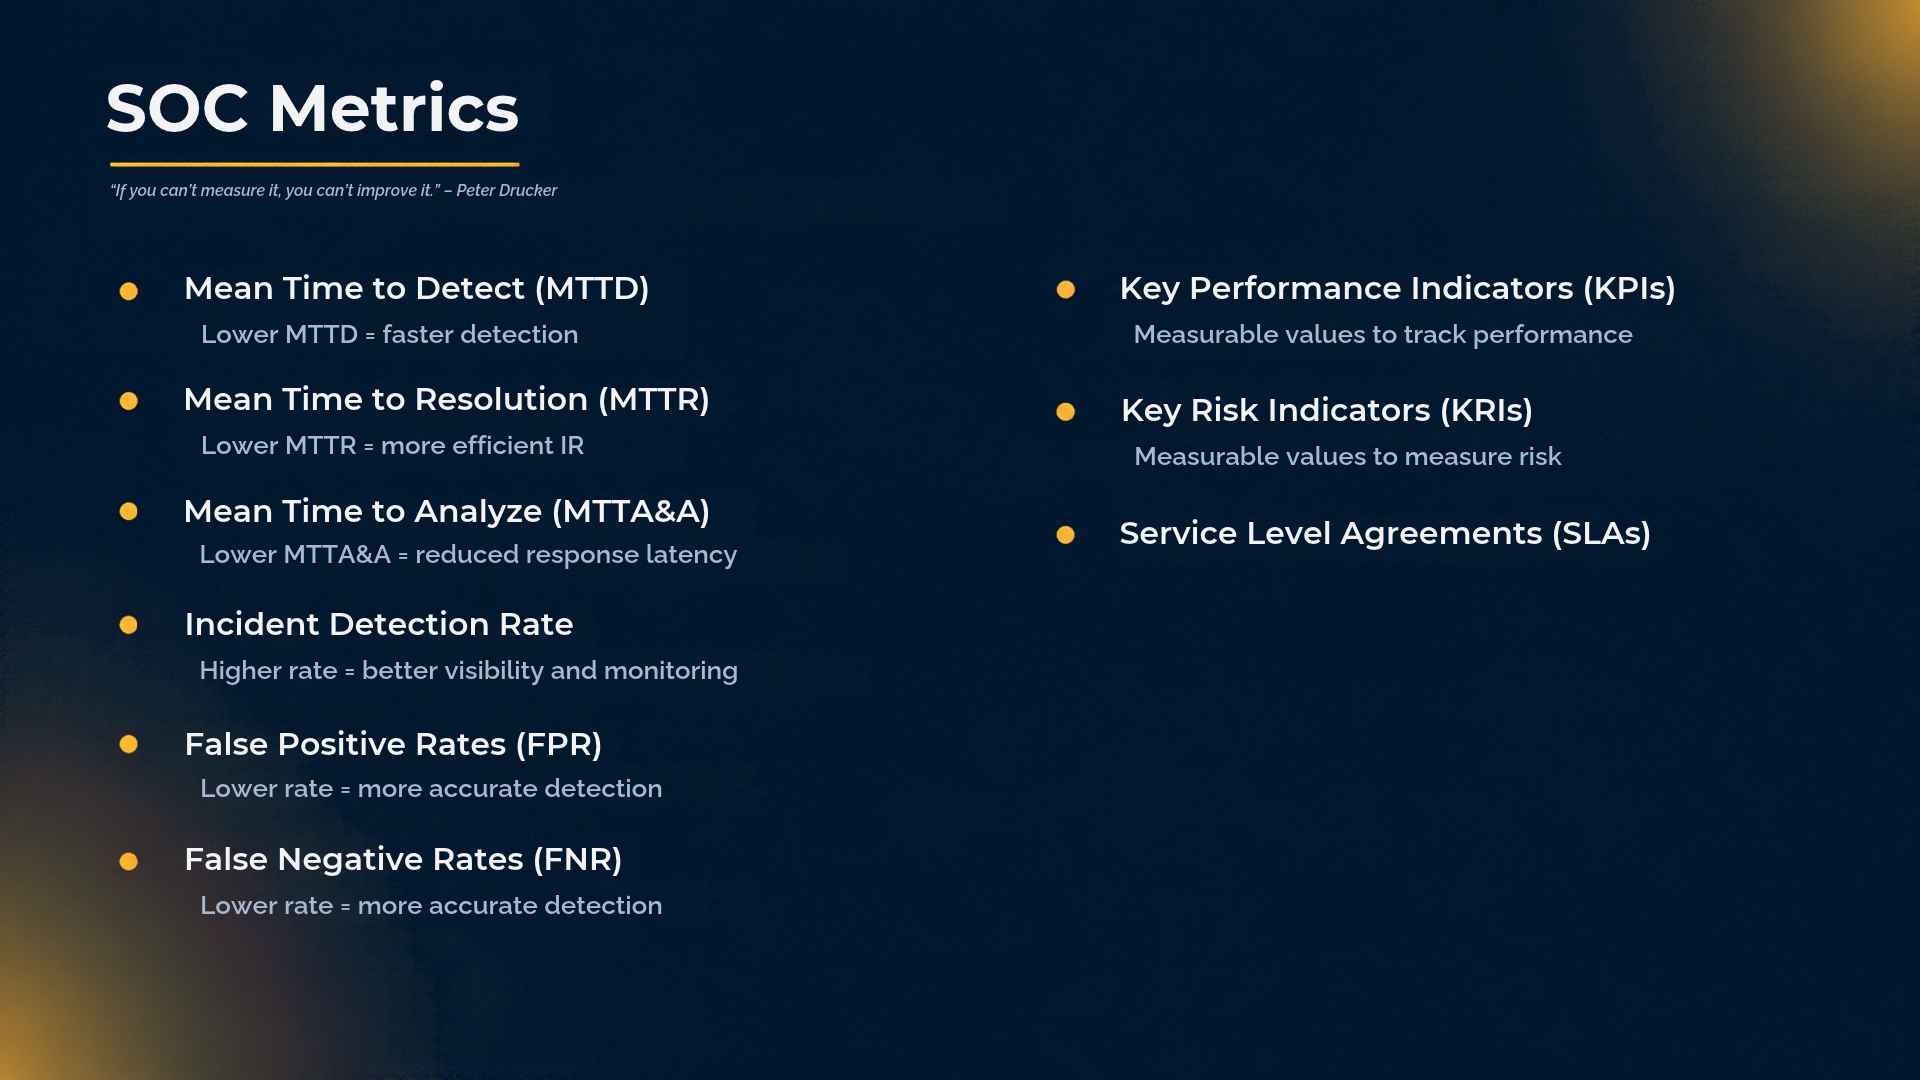 SOC Metrics
“If you can’t measure it, you can’t improve it.” – Peter Drucker
Mean Time to Detect (MTTD)
Lower MTTD = faster detection
Mean Time to Resolution (MTTR)
Lower MTTR = more efficient IR
Mean Time to Analyze (MTTA&A)
Lower MTTA&A = reduced response latency
Incident Detection Rate
Higher rate = better visibility and monitoring
False Positive Rates (FPR)
Lower rate = more accurate detection
False Negative Rates (FNR)
Lower rate = more accurate detection
Key Performance Indicators (KPIs)
Measurable values to track performance
Key Risk Indicators (KRIs)
Measurable values to measure risk
Service Level Agreements (SLAs)